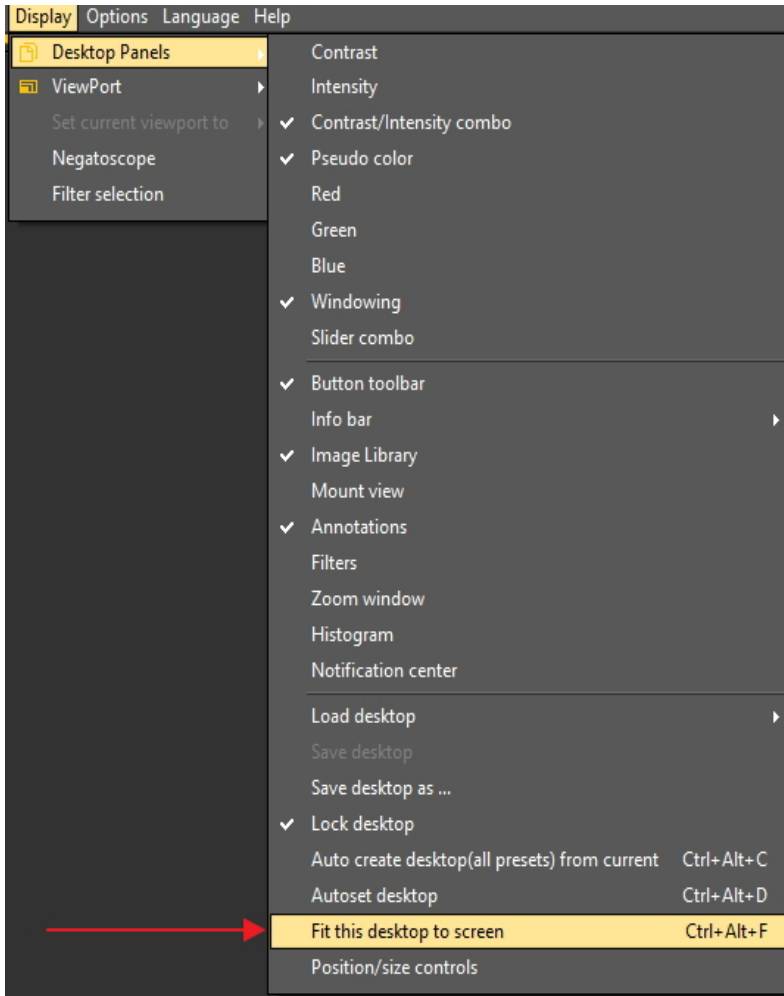 Display Options Language Help
Desktop Panels
ViewPort
Set current viewport to
Negatoscope
Filter selection
Contrast
Intensity
Contrast/Intensity combo
Pseudo color
Red
Green
Blue
Windowing
Slider combo
Button toolbar
Info bar
Image Library
Mount view
Annotations
Filters
Zoom window
Histogram
Notification center
Load desktop
Save desktop
Save desktop as ...
Lock desktop
Auto create desktop(all presets) from current Ctrl+Alt+C
Autoset desktop Ctrl+Alt+D
Fit this desktop to screen Ctrl+Alt+F
Position/size controls